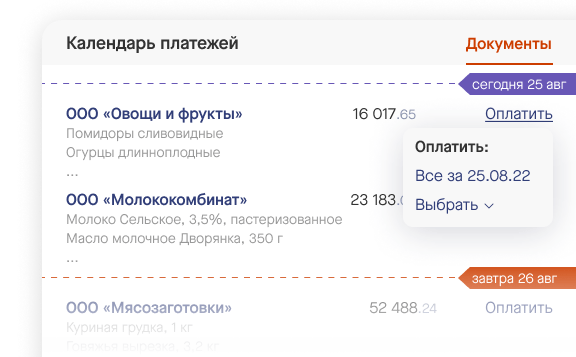 Календарь платежей
Документы
сегодня 25 авг
ООО «Овощи и фрукты»
16 017.65
Оплатить
Помидоры сливовидные
Огурцы длинноплодные
...
Оплатить:
Все за 25.08.22
Выбрать
ООО «Молококомбинат»
23 183.
Молоко Сельское, 3,5%, пастеризованное
Масло молочное Дворянка, 350 г
...
завтра 26 авг
ООО «Мясозаготовки»
52 488.24
Оплатить
Куриная грудка, 1 кг
Говяжья вырезка, 3,2 кг